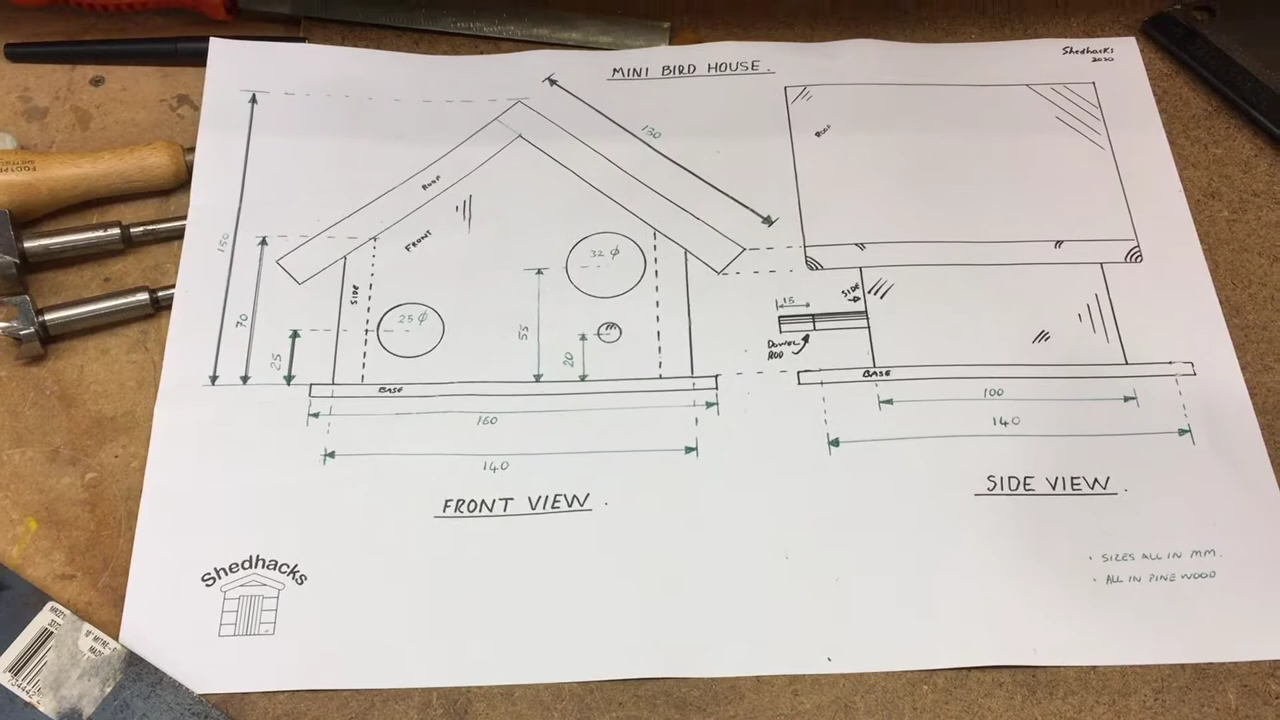 MINI BIRD HOUSE.
Shedhacks
2020
130
150
70
25
ROOF
FRONT
SIDE
25 ϕ
32 ϕ
55
20
BASE
160
140
FRONT VIEW.
ROOF
SIDE
15
DOWEL
ROD
BASE
100
140
SIDE VIEW.
• SIZES ALL IN MM.
• ALL IN PINE WOOD
Shedhacks